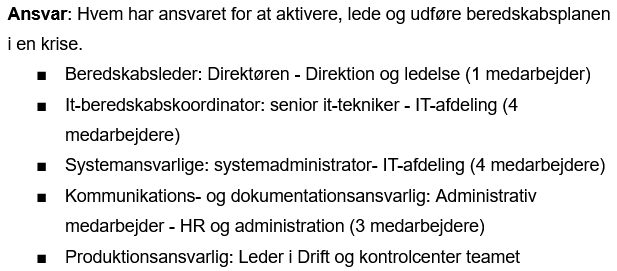 Ansvar: Hvem har ansvaret for at aktivere, lede og udføre beredskabsplanen
i en krise.
■ Beredskabsleder: Direktøren - Direktion og ledelse (1 medarbejder)
■ It-beredskabskoordinator: senior it-tekniker - IT-afdeling (4
medarbejdere)
■ Systemansvarlige: systemadministrator- IT-afdeling (4 medarbejdere)
■ Kommunikations- og dokumentationsansvarlig: Administrativ
medarbejder - HR og administration (3 medarbejdere)
■ Produktionsansvarlig: Leder i Drift og kontrolcenter teamet